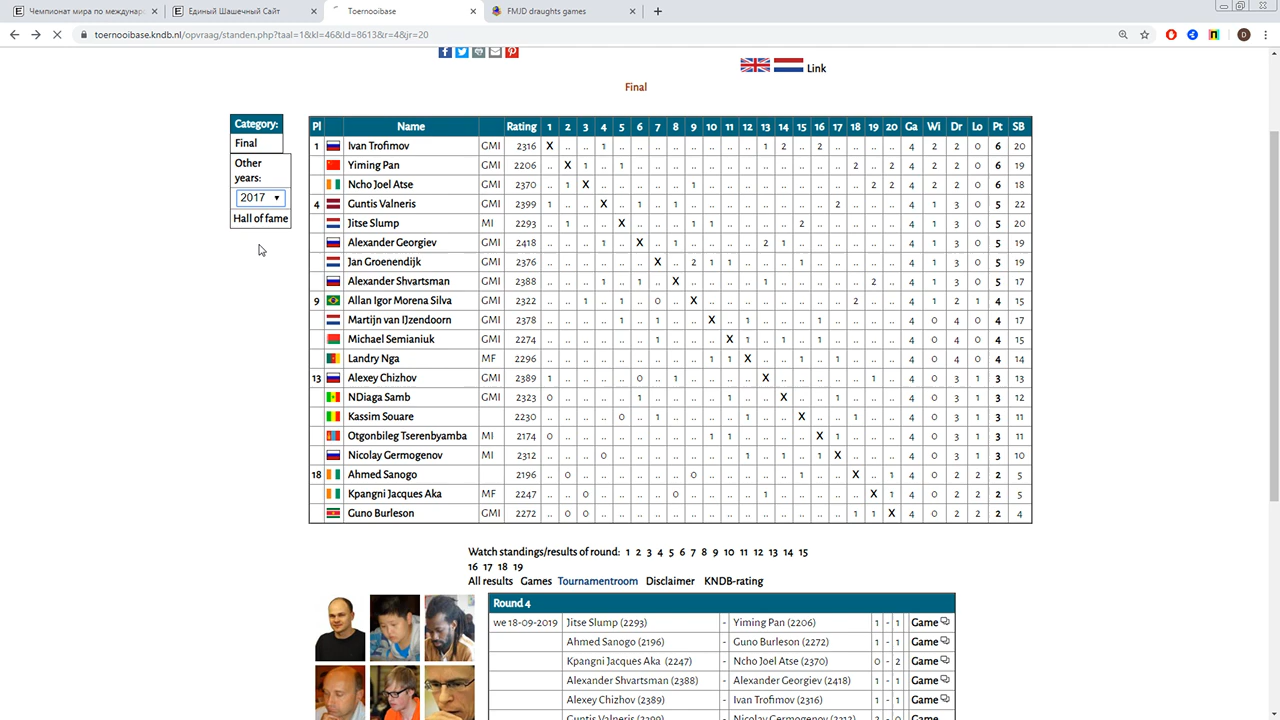 Чемпионат мира по междунар
Единый Шашечный Сайт
Toernooibase
FMJD draughts games
toernooibase.kndb.nl/opvraag/standen.php?taal=1&kl=46&Id=8613&r=4&jr=20
D
Link
Final
Category:
Final
Other
years:
2017
Hall of fame
Pl Name Rating 1 2 3 4 5 6 7 8 9 10 11 12 13 14 15 16 17 18 19 20 Ga Wi Dr Lo Pt SB
1 Ivan Trofimov GMI 2316 X .. .. 1 .. .. .. .. .. .. .. .. 1 2 .. 2 .. .. .. .. 4 2 2 0 6 20
Yiming Pan GMI 2206 .. X 1 .. 1 .. .. .. .. .. .. .. .. .. .. .. .. 2 .. 2 4 2 2 0 6 19
Ncho Joel Atse GMI 2370 .. 1 X .. .. .. .. .. 1 .. .. .. .. .. .. .. .. .. 2 2 4 2 2 0 6 18
4 Guntis Valneris GMI 2399 1 .. .. X .. 1 .. 1 .. .. .. .. .. .. .. .. 2 .. .. .. 4 1 3 0 5 22
Jitse Slump MI 2293 .. 1 .. .. X .. .. .. 1 1 .. .. .. .. 2 .. .. .. .. .. 4 1 3 0 5 20
Alexander Georgiev GMI 2418 .. .. .. 1 .. X .. 1 .. .. .. .. 2 1 .. .. .. .. .. .. 4 1 3 0 5 19
Jan Groenendijk GMI 2376 .. .. .. .. .. .. X .. 2 1 1 .. .. .. 1 .. .. .. .. .. 4 1 3 0 5 19
Alexander Shvartsman GMI 2388 .. .. .. 1 .. 1 .. X .. .. .. .. 1 .. .. .. .. .. 2 .. 4 1 3 0 5 17
9 Allan Igor Morena Silva GMI 2322 .. .. 1 .. 1 .. 0 .. X .. .. .. .. .. .. .. .. 2 .. .. 4 1 2 1 4 15
Martijn van IJzendoorn GMI 2378 .. .. .. .. 1 .. 1 .. .. X .. 1 .. .. .. 1 .. .. .. .. 4 0 4 0 4 17
Michael Semianiuk GMI 2274 .. .. .. .. .. .. 1 .. .. .. X 1 .. 1 .. 1 .. .. .. .. 4 0 4 0 4 15
Landry Nga MF 2296 .. .. .. .. .. .. .. .. .. 1 1 X .. .. 1 .. 1 .. .. .. 4 0 4 0 4 14
13 Alexey Chizhov GMI 2389 1 .. .. .. .. 0 .. 1 .. .. .. .. X .. .. .. .. .. 1 .. 4 0 3 1 3 13
NDiaga Samb GMI 2323 0 .. .. .. .. 1 .. .. .. .. 1 .. .. X .. .. 1 .. .. .. 4 0 3 1 3 12
Kassim Souare 2230 .. .. .. .. 0 .. 1 .. .. .. .. 1 .. .. X .. .. 1 .. .. 4 0 3 1 3 11
Otgonbileg Tserenbyamba MI 2174 0 .. .. .. .. .. .. .. .. 1 1 .. .. .. .. X 1 .. .. .. 4 0 3 1 3 11
Nicolay Germogenov MI 2312 .. .. .. 0 .. .. .. .. .. .. .. 1 .. 1 .. 1 X .. .. .. 4 0 3 1 3 10
18 Ahmed Sanogo 2196 .. 0 .. .. .. .. .. .. 0 .. .. .. .. .. 1 .. .. X .. 1 4 0 2 2 2 5
Kpangni Jacques Aka MF 2247 .. .. 0 .. .. .. .. 0 .. .. .. .. 1 .. .. .. .. .. X 1 4 0 2 2 2 5
Guno Burleson GMI 2272 .. 0 0 .. .. .. .. .. .. .. .. .. .. .. .. .. .. 1 1 X 4 0 2 2 2 4
Watch standings/results of round: 1 2 3 4 5 6 7 8 9 10 11 12 13 14 15
16 17 18 19
All results Games Tournamentroom Disclaimer KNDB-rating
Round 4
we 18-09-2019 Jitse Slump (2293) - Yiming Pan (2206) 1 - 1 Game
Ahmed Sanogo (2196) - Guno Burleson (2272) 1 - 1 Game
Kpangni Jacques Aka (2247) - Ncho Joel Atse (2370) 0 - 2 Game
Alexander Shvartsman (2388) - Alexander Georgiev (2418) 1 - 1 Game
Alexey Chizhov (2389) - Ivan Trofimov (2316) 1 - 1 Game
Guntis Valneris (2399) - Nicolay Germogenov (2312) 2 - 0 Game